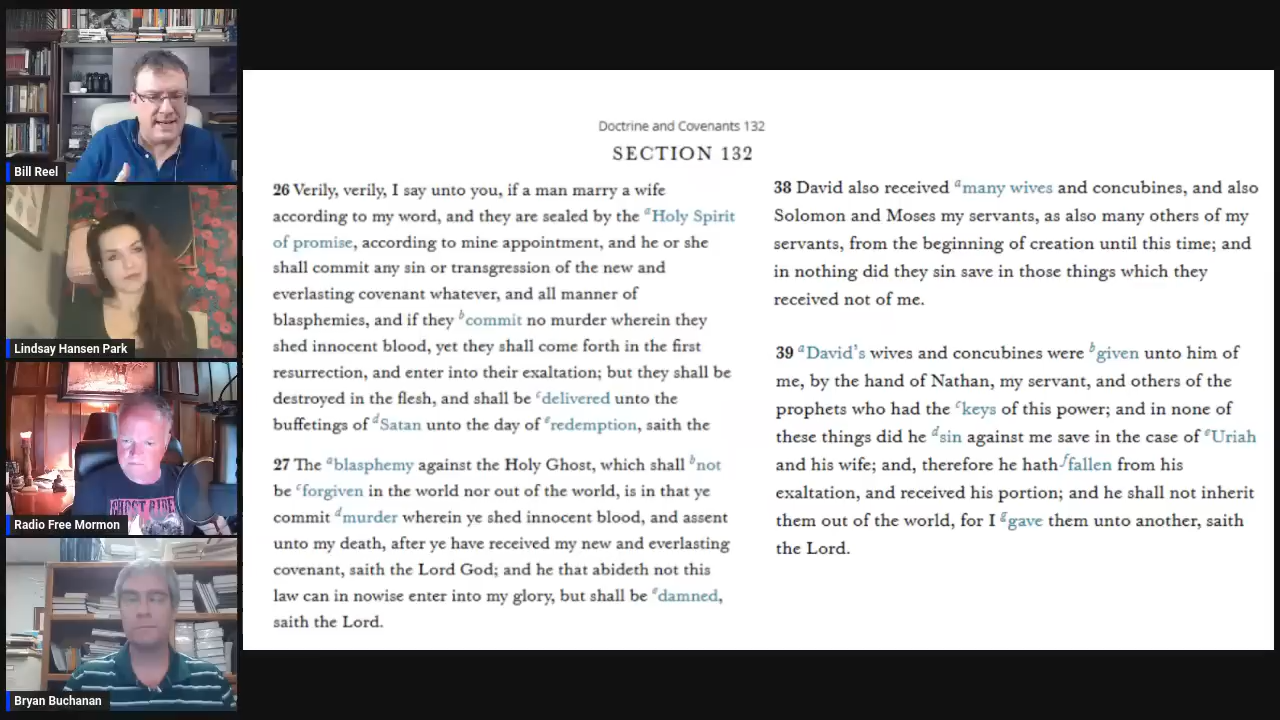 Bill Reel
Lindsay Hansen Park
GHOST RIDE
Radio Free Mormon
Bryan Buchanan
Doctrine and Covenants 132
SECTION 132
26 Verily, verily, I say unto you, if a man marry a wife
according to my word, and they are sealed by the aHoly Spirit
of promise, according to mine appointment, and he or she
shall commit any sin or transgression of the new and
everlasting covenant whatever, and all manner of
blasphemies, and if they bcommit no murder wherein they
shed innocent blood, yet they shall come forth in the first
resurrection, and enter into their exaltation; but they shall be
destroyed in the flesh, and shall be cdelivered unto the
buffetings of dSatan unto the day of eredemption, saith the
27 The ablasphemy against the Holy Ghost, which shall bnot
be cforgiven in the world nor out of the world, is in that ye
commit dmurder wherein ye shed innocent blood, and assent
unto my death, after ye have received my new and everlasting
covenant, saith the Lord God; and he that abideth not this
law can in nowise enter into my glory, but shall be edamned,
saith the Lord.
38 David also received amany wives and concubines, and also
Solomon and Moses my servants, as also many others of my
servants, from the beginning of creation until this time; and
in nothing did they sin save in those things which they
received not of me.
39 aDavid's wives and concubines were bgiven unto him of
me, by the hand of Nathan, my servant, and others of the
prophets who had the ckeys of this power; and in none of
these things did he dsin against me save in the case of eUriah
and his wife; and, therefore he hath ffallen from his
exaltation, and received his portion; and he shall not inherit
them out of the world, for I ggave them unto another, saith
the Lord.